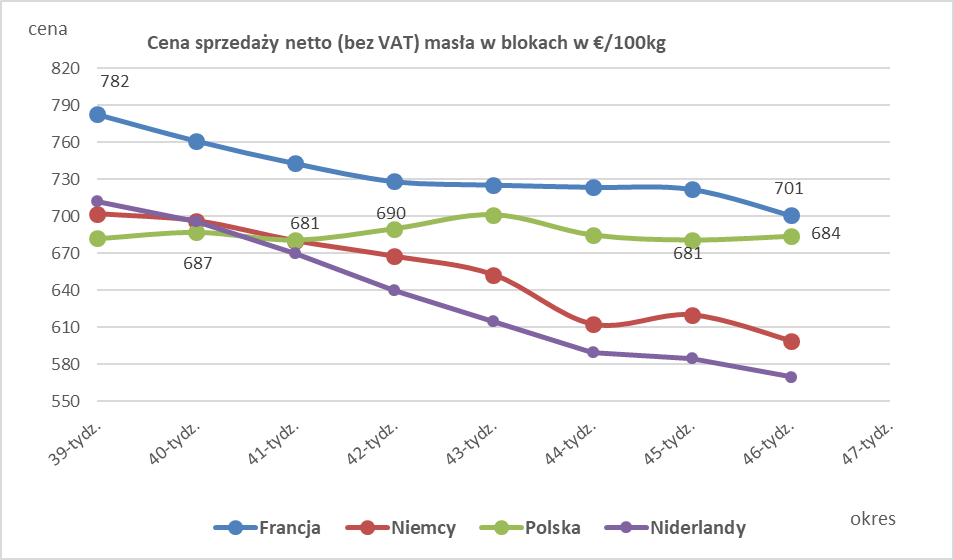 cena
Cena sprzedaży netto (bez VAT) masła w blokach w €/100kg
820
790
760
730
700
670
640
610
580
550
782
687
681
690
681
701
684
39-tydz.
40-tydz.
41-tydz.
42-tydz.
43-tydz.
44-tydz.
45-tydz.
46-tydz.
47-tydz.
okres
Francja Niemcy Polska Niderlandy